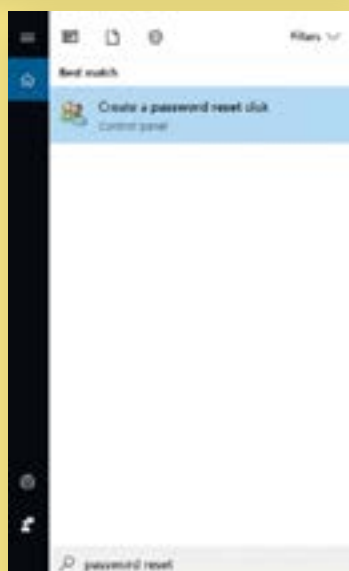 Filters
Best match
Create a password reset disk
Control panel
password reset